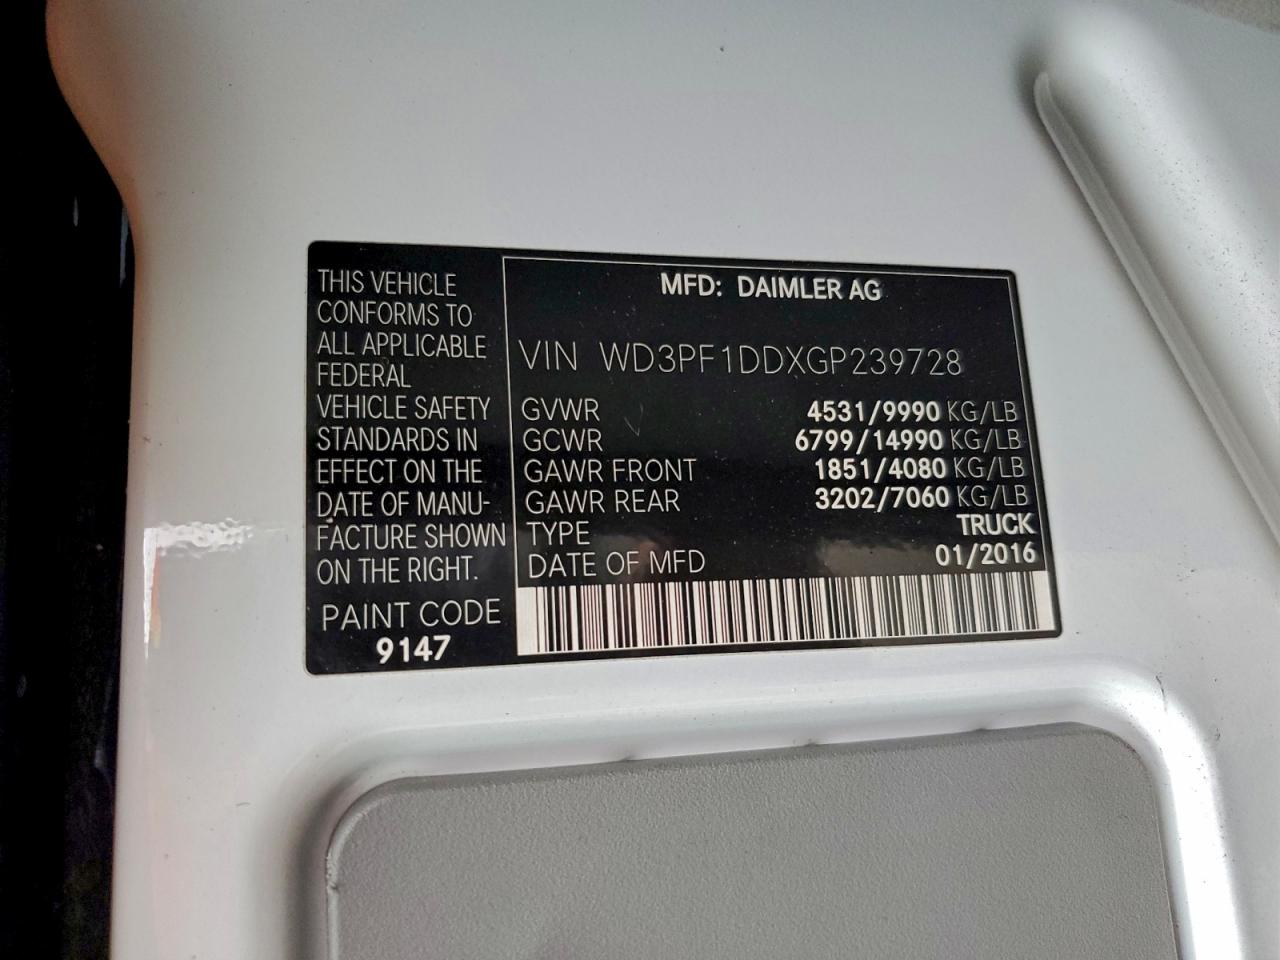 THIS VEHICLE
CONFORMS TO
ALL APPLICABLE
FEDERAL
VEHICLE SAFETY
STANDARDS IN
EFFECT ON THE
DATE OF MANU-
FACTURE SHOWN
ON THE RIGHT.
PAINT CODE
9147
MFD: DAIMLER AG
VIN WD3PF1DDXGP239728
GVWR 4531/9990 KG/LB
GCWR 6799/14990 KG/LB
GAWR FRONT 1851/4080 KG/LB
GAWR REAR 3202/7060 KG/LB
TYPE TRUCK
DATE OF MFD 01/2016